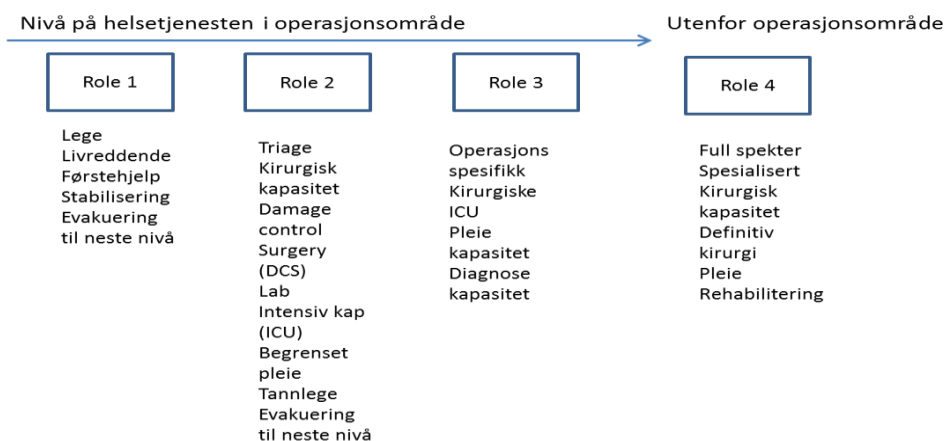 Nivå på helsetjenesten i operasjonsområde
Utenfor operasjonsområde
Role 1
Lege
Livreddende
Førstehjelp
Stabilisering
Evakuering
til neste nivå
Role 2
Triage
Kirurgisk
kapasitet
Damage
control
Surgery
(DCS)
Lab
Intensiv kap
(ICU)
Begrenset
pleie
Tannlege
Evakuering
til neste nivå
Role 3
Operasjons
spesifikk
Kirurgiske
ICU
Pleie
kapasitet
Diagnose
kapasitet
Role 4
Full spekter
Spesialisert
Kirurgisk
kapasitet
Definitiv
kirurgi
Pleie
Rehabilitering